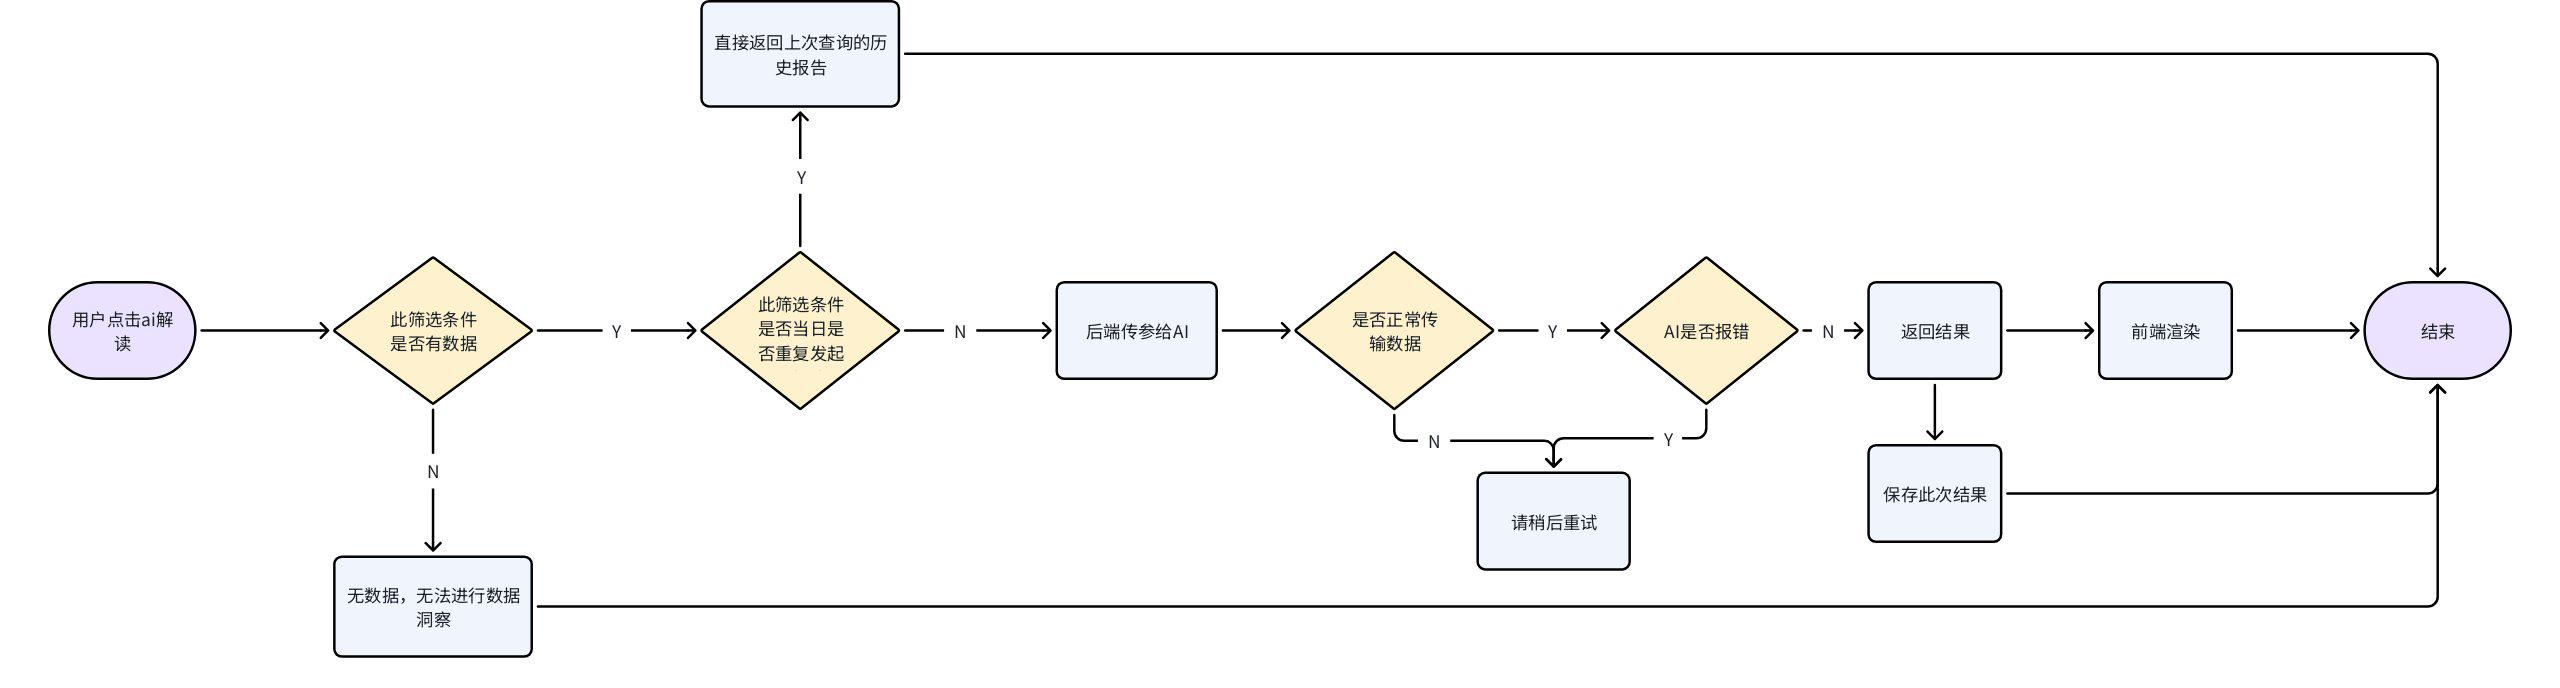 直接返回上次查询的历
史报告
Y
用户点击ai解
读
此筛选条件
是否有数据
Y
此筛选条件
是否当日是
否重复发起
N
后端传参给AI
是否正常传
输数据
Y
AI是否报错
N
返回结果
前端渲染
结束
N
Y
N
保存此次结果
请稍后重试
无数据，无法进行数据
洞察